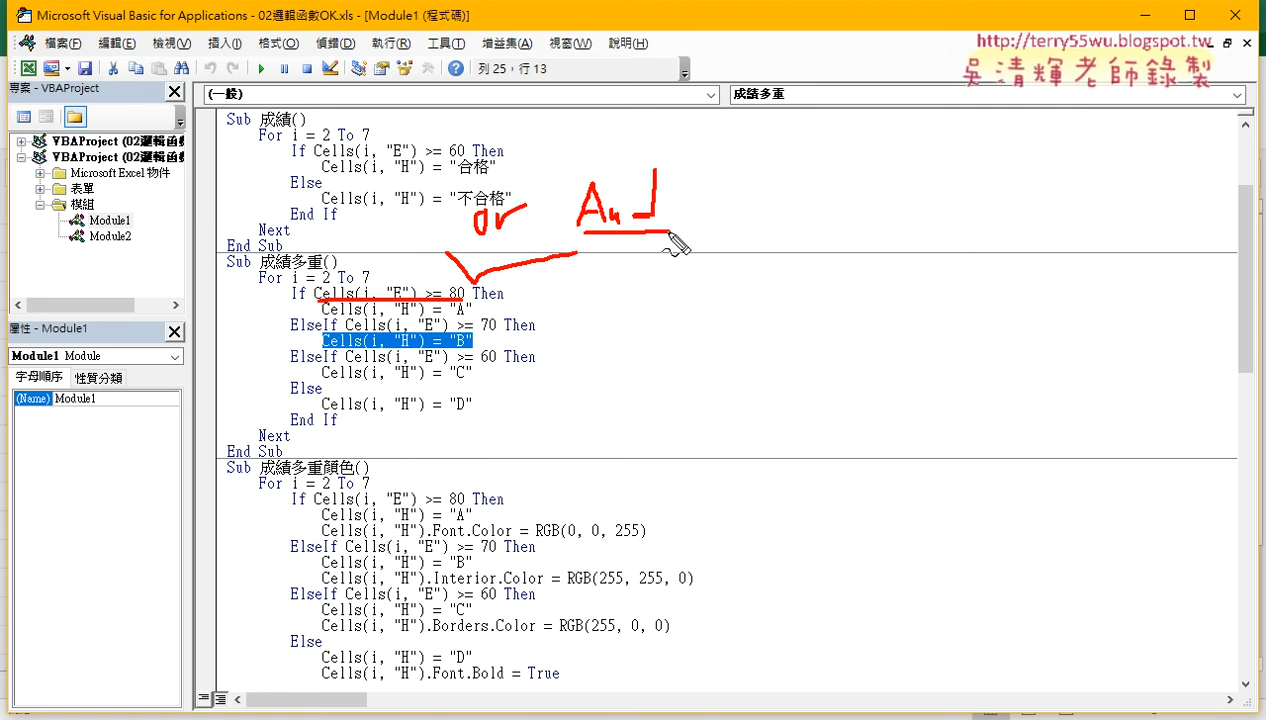 Microsoft Visual Basic for Applications - 02邏輯函數OK.xls - [Module1 (程式碼)]
http://terry55wu.blogspot.tw
吳清輝老師錄製
檔案(F) 編輯(E) 檢視(V) 插入(I) 格式(O) 偵錯(D) 執行(R) 工具(T) 增益集(A) 視窗(W) 說明(H)
列 25，行 13
專案 - VBAProject
(一般) 成績多重
VBAProject (02邏輯函
VBAProject (02邏輯函
Microsoft Excel 物件
表單
模組
Module1
Module2
屬性 - Module1
Module1 Module
字母順序 性質分類
(Name) Module1
Sub 成績()
For i = 2 To 7
If Cells(i, "E") >= 60 Then
Cells(i, "H") = "合格"
Else
Cells(i, "H") = "不合格"
End If
Next
End Sub
or And
Sub 成績多重()
For i = 2 To 7
If Cells(i, "E") >= 80 Then
Cells(i, "H") = "A"
ElseIf Cells(i, "E") >= 70 Then
Cells(i, "H") = "B"
ElseIf Cells(i, "E") >= 60 Then
Cells(i, "H") = "C"
Else
Cells(i, "H") = "D"
End If
Next
End Sub
Sub 成績多重顏色()
For i = 2 To 7
If Cells(i, "E") >= 80 Then
Cells(i, "H") = "A"
Cells(i, "H").Font.Color = RGB(0, 0, 255)
ElseIf Cells(i, "E") >= 70 Then
Cells(i, "H") = "B"
Cells(i, "H").Interior.Color = RGB(255, 255, 0)
ElseIf Cells(i, "E") >= 60 Then
Cells(i, "H") = "C"
Cells(i, "H").Borders.Color = RGB(255, 0, 0)
Else
Cells(i, "H") = "D"
Cells(i, "H").Font.Bold = True